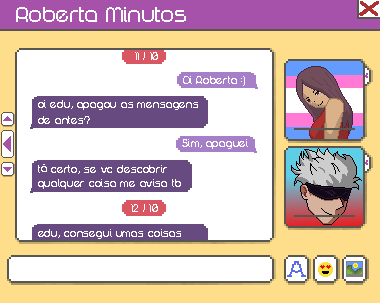 Roberta Minutos
11 / 10
Oi Roberta :)
oi edu, apagou as mensagens
de antes?
Sim, apaguei
tá certo, se vc descobrir
qualquer coisa me avisa tb
12 / 10
edu, consegui umas coisas
A